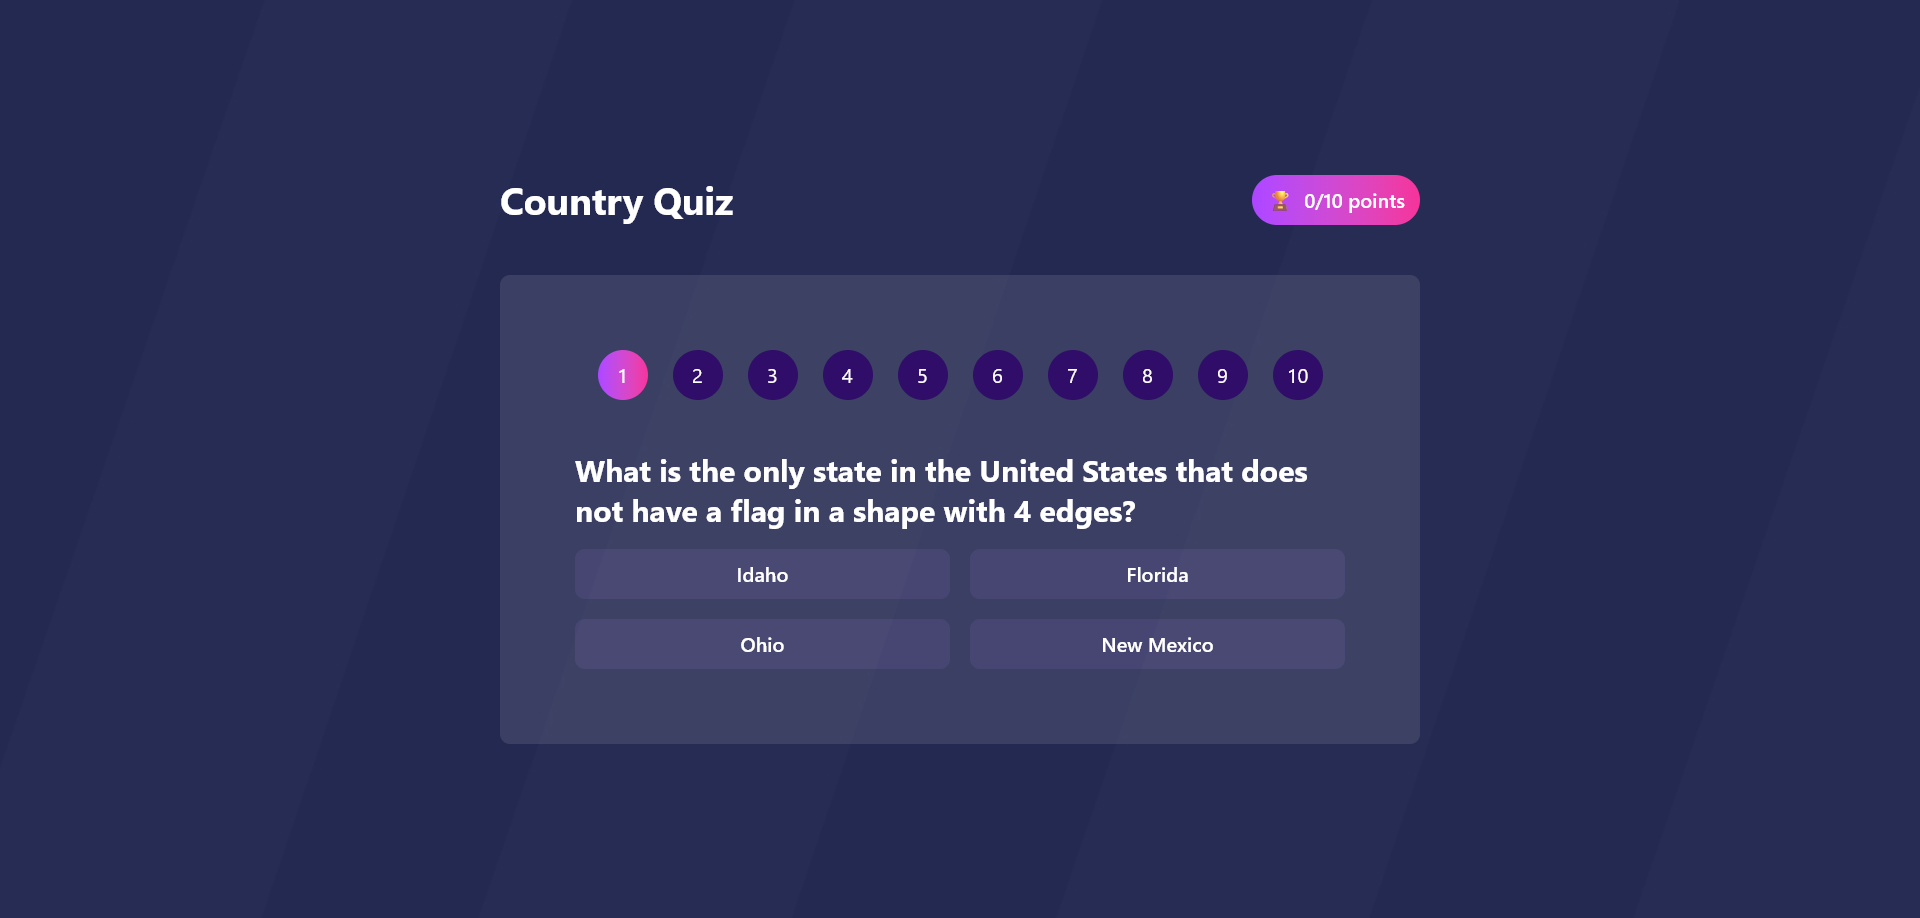 Country Quiz
🏆 0/10 points
1 2 3 4 5 6 7 8 9 10
What is the only state in the United States that does
not have a flag in a shape with 4 edges?
Idaho
Florida
Ohio
New Mexico